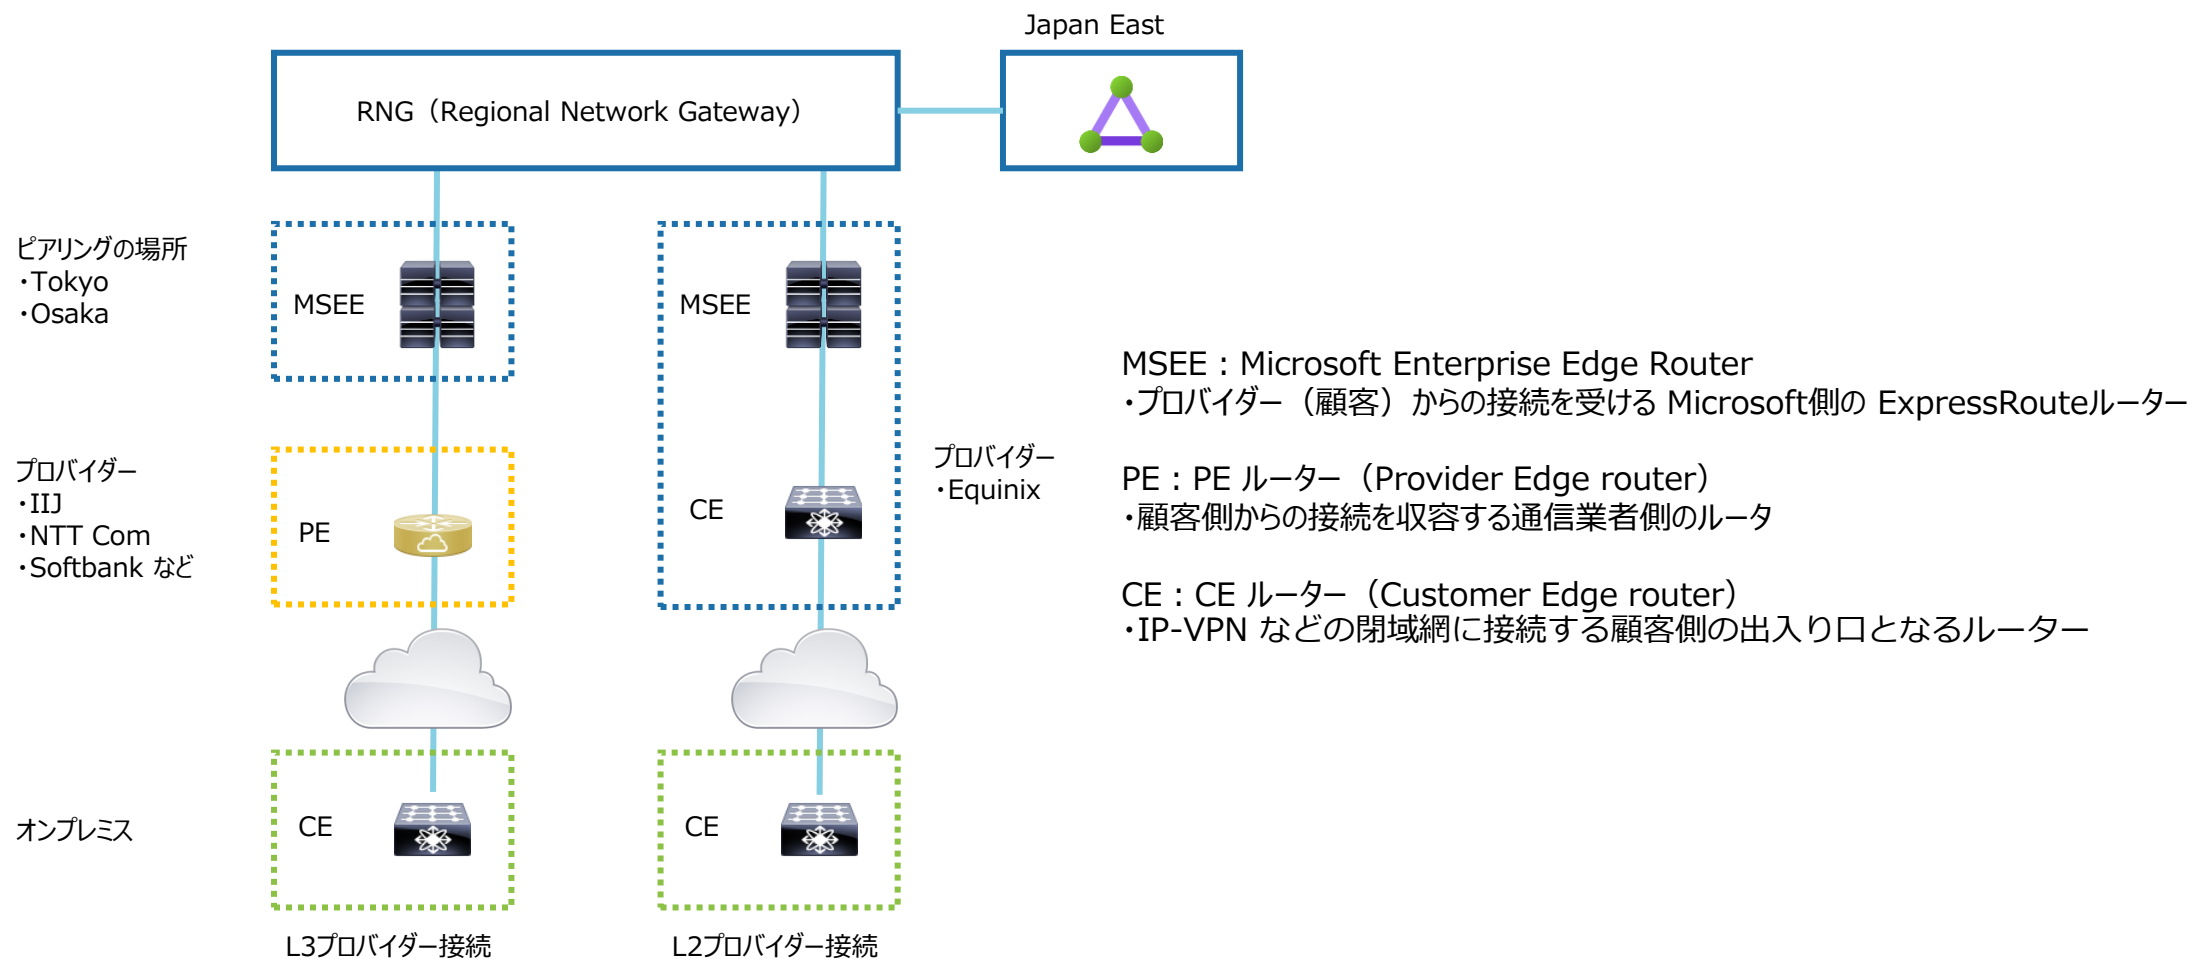 Japan East
RNG（Regional Network Gateway）
ピアリングの場所
・Tokyo
・Osaka
MSEE
MSEE
プロバイダー
・IIJ
・NTT Com
・Softbank など
PE
CE
プロバイダー
・Equinix
オンプレミス
CE
CE
L3プロバイダー接続
L2プロバイダー接続
MSEE：Microsoft Enterprise Edge Router
・プロバイダー（顧客）からの接続を受ける Microsoft側の ExpressRouteルーター
PE：PE ルーター（Provider Edge router）
・顧客側からの接続を収容する通信業者側のルータ
CE：CE ルーター（Customer Edge router）
・IP-VPN などの閉域網に接続する顧客側の出入り口となるルーター